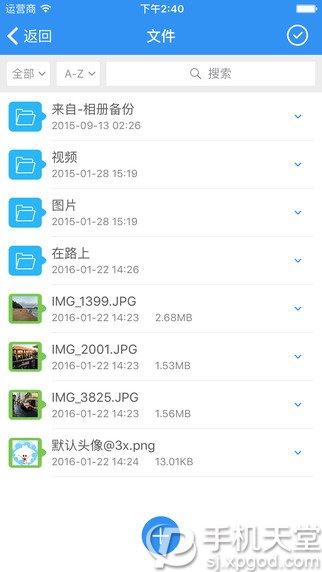 运营商 下午2:40
返回 文件
全部 A-Z 搜索
来自-相册备份
2015-09-13 02:26
视频
2015-01-28 15:19
图片
2015-01-28 15:19
在路上
2016-01-22 14:26
IMG_1399.JPG
2016-01-22 14:23 2.68MB
IMG_2001.JPG
2016-01-22 14:23 1.53MB
IMG_3825.JPG
2016-01-22 14:23 1.56MB
默认头像@3x.png
2016-01-22 14:24 13.01KB
手机天堂
sj.xpgod.com